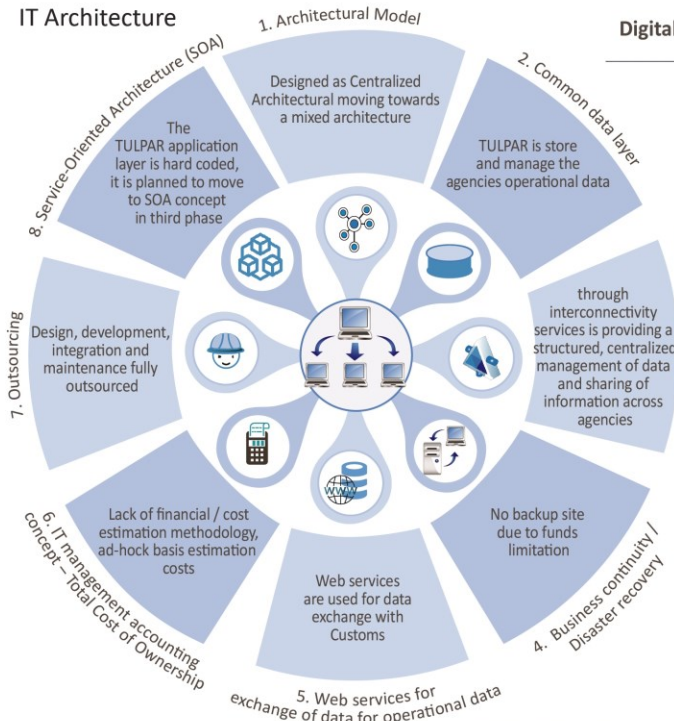 IT Architecture
Digital
1. Architectural Model
Designed as Centralized
Architectural moving towards
a mixed architecture
2. Common data layer
TULPAR is store
and manage the
agencies operational data
through
interconnectivity
services is providing a
structured, centralized
management of data
and sharing of
information across
agencies
4. Business continuity /
Disaster recovery
No backup site
due to funds
limitation
5. Web services for
exchange of data for operational data
Web services
are used for data
exchange with
Customs
6. IT management accounting
concept – Total Cost of Ownership
Lack of financial / cost
estimation methodology,
ad-hock basis estimation
costs
7. Outsourcing
Design, development,
integration and
maintenance fully
outsourced
8. Service-Oriented Architecture (SOA)
The
TULPAR application
layer is hard coded,
it is planned to move
to SOA concept
in third phase
WWW